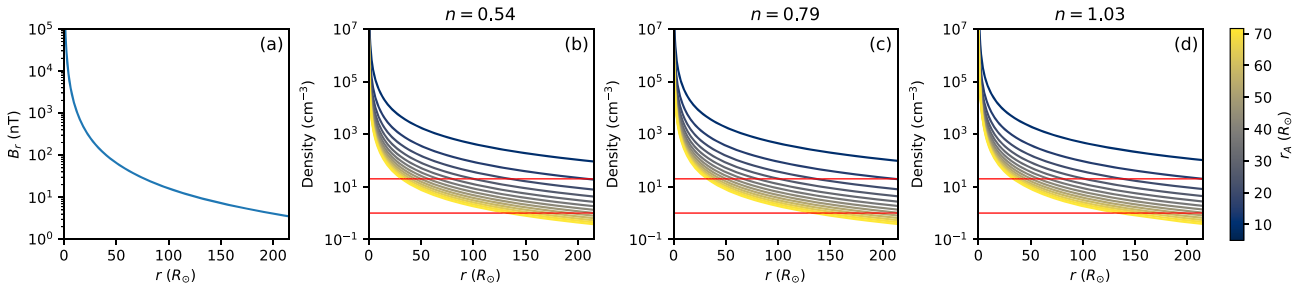 n = 0.54
n = 0.79
n = 1.03
(a)
(b)
(c)
(d)
B_r (nT)
10^5
10^4
10^3
10^2
10^1
10^0
0 50 100 150 200
r (R_⊙)
Density (cm^−3)
10^7
10^5
10^3
10^1
10^−1
0 50 100 150 200
r (R_⊙)
Density (cm^−3)
10^7
10^5
10^3
10^1
10^−1
0 50 100 150 200
r (R_⊙)
Density (cm^−3)
10^7
10^5
10^3
10^1
10^−1
0 50 100 150 200
r (R_⊙)
70
60
50
40
30
20
10
r_A (R_⊙)